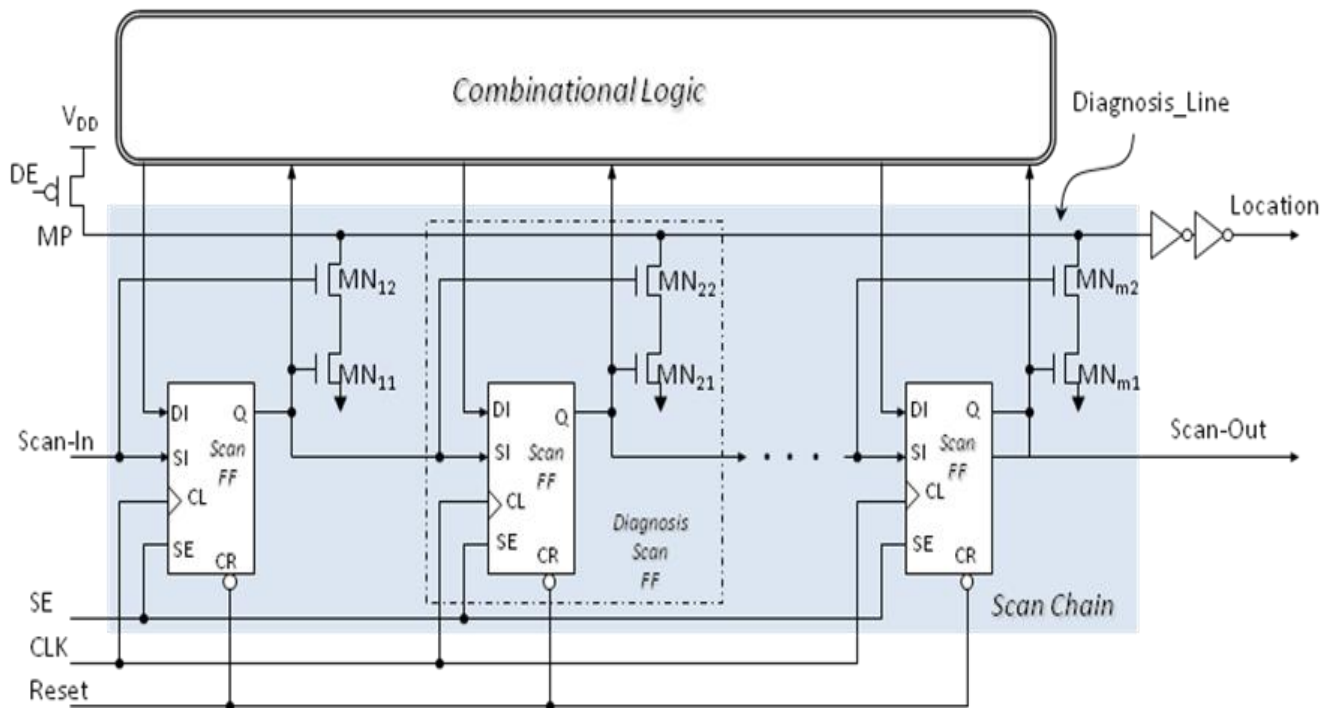 Combinational Logic
Diagnosis_Line
VDD
DE
MP
Location
MN12
MN22
MNm2
MN11
MN21
MNm1
DI
Q
Scan
FF
SI
CL
SE
CR
DI
Q
Scan
FF
SI
CL
SE
CR
DI
Q
Scan
FF
SI
CL
SE
CR
Scan-In
Scan-Out
Diagnosis
Scan
FF
Scan Chain
SE
CLK
Reset